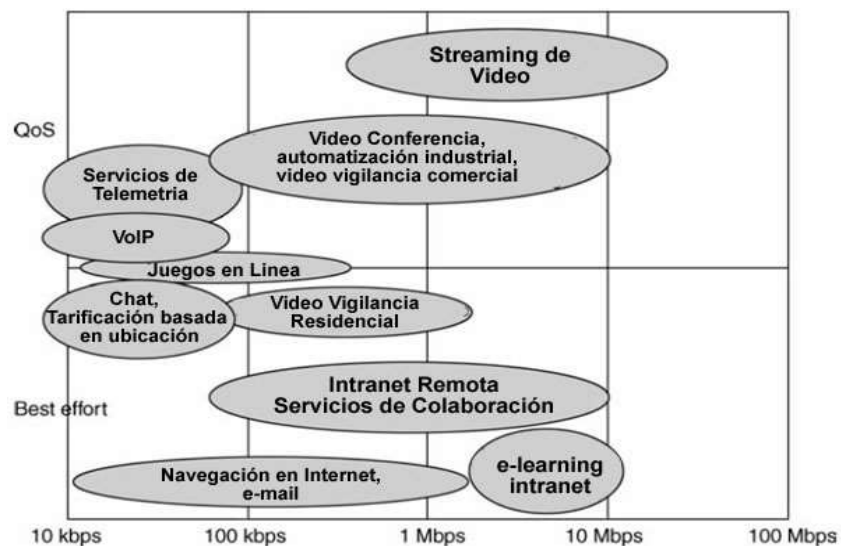 Streaming de
Video
QoS
Video Conferencia,
automatización industrial,
video vigilancia comercial
Servicios de
Telemetria
VoIP
Juegos en Linea
Chat,
Tarificación basada
en ubicación
Video Vigilancia
Residencial
Intranet Remota
Servicios de Colaboración
Best effort
Navegación en Internet,
e-mail
e-learning
intranet
10 kbps 100 kbps 1 Mbps 10 Mbps 100 Mbps